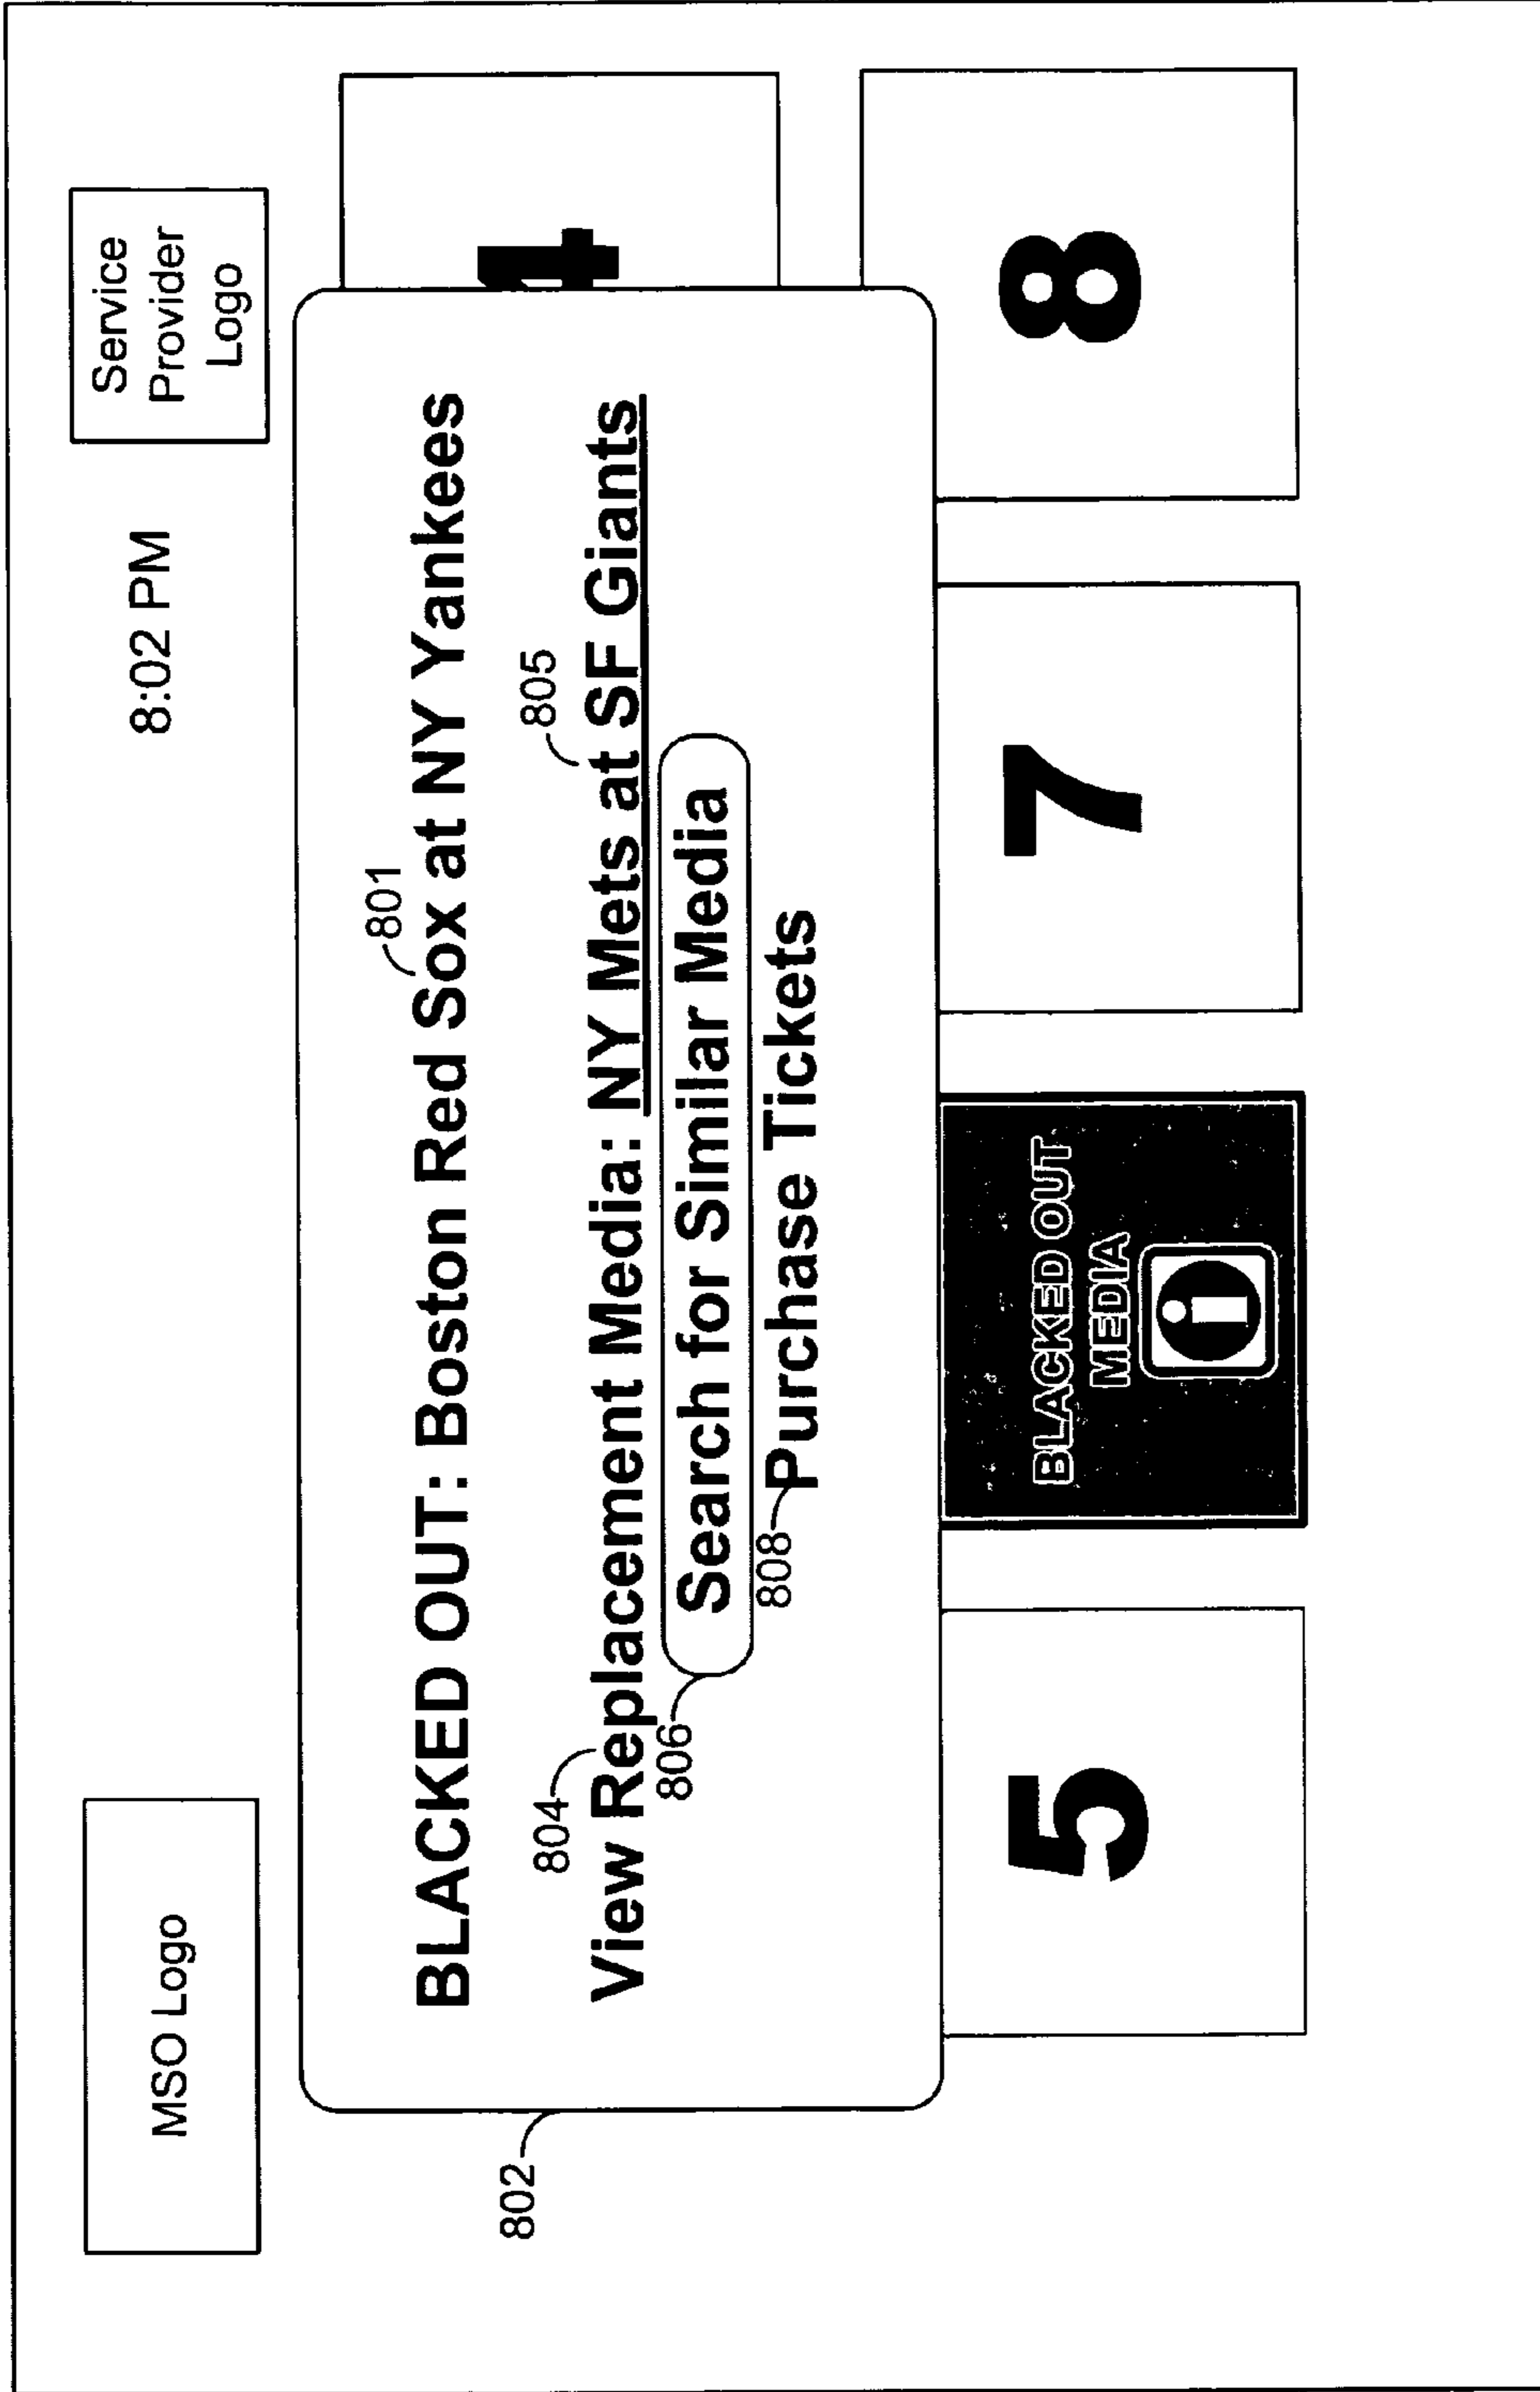 MSO Logo
8:02 PM
Service
Provider
Logo
802
801
BLACKED OUT: Boston Red Sox at NY Yankees
4
804
805
View Replacement Media: NY Mets at SF Giants
806
Search for Similar Media
808
Purchase Tickets
5
BLACKED OUT
MEDIA
i
7
8